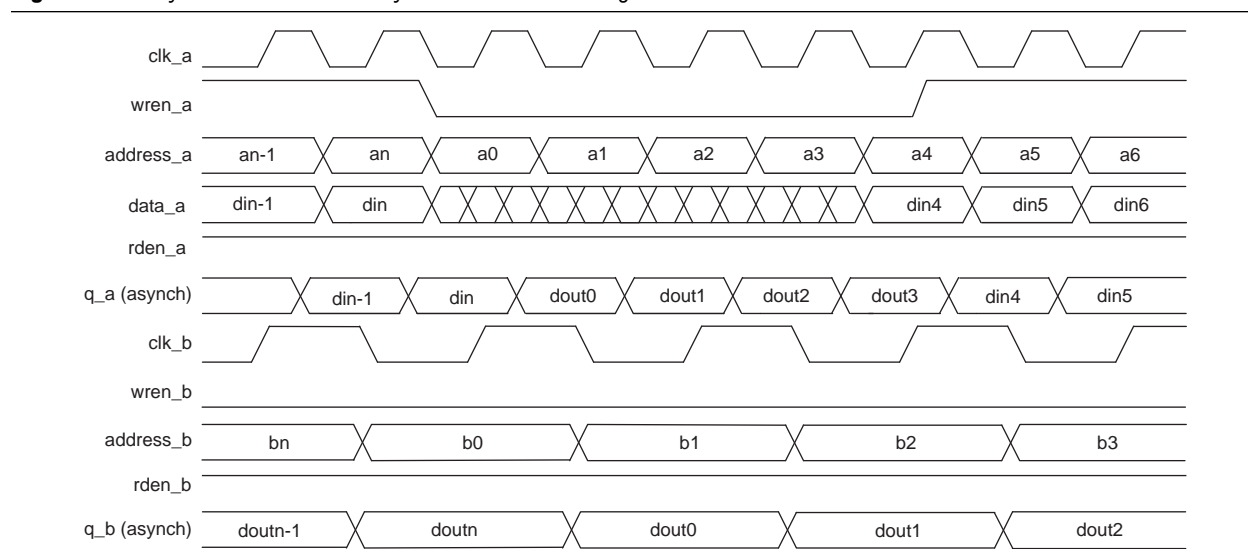 clk_a
wren_a
address_a an-1 an a0 a1 a2 a3 a4 a5 a6
data_a din-1 din din4 din5 din6
rden_a
q_a (asynch) din-1 din dout0 dout1 dout2 dout3 din4 din5
clk_b
wren_b
address_b bn b0 b1 b2 b3
rden_b
q_b (asynch) doutn-1 doutn dout0 dout1 dout2